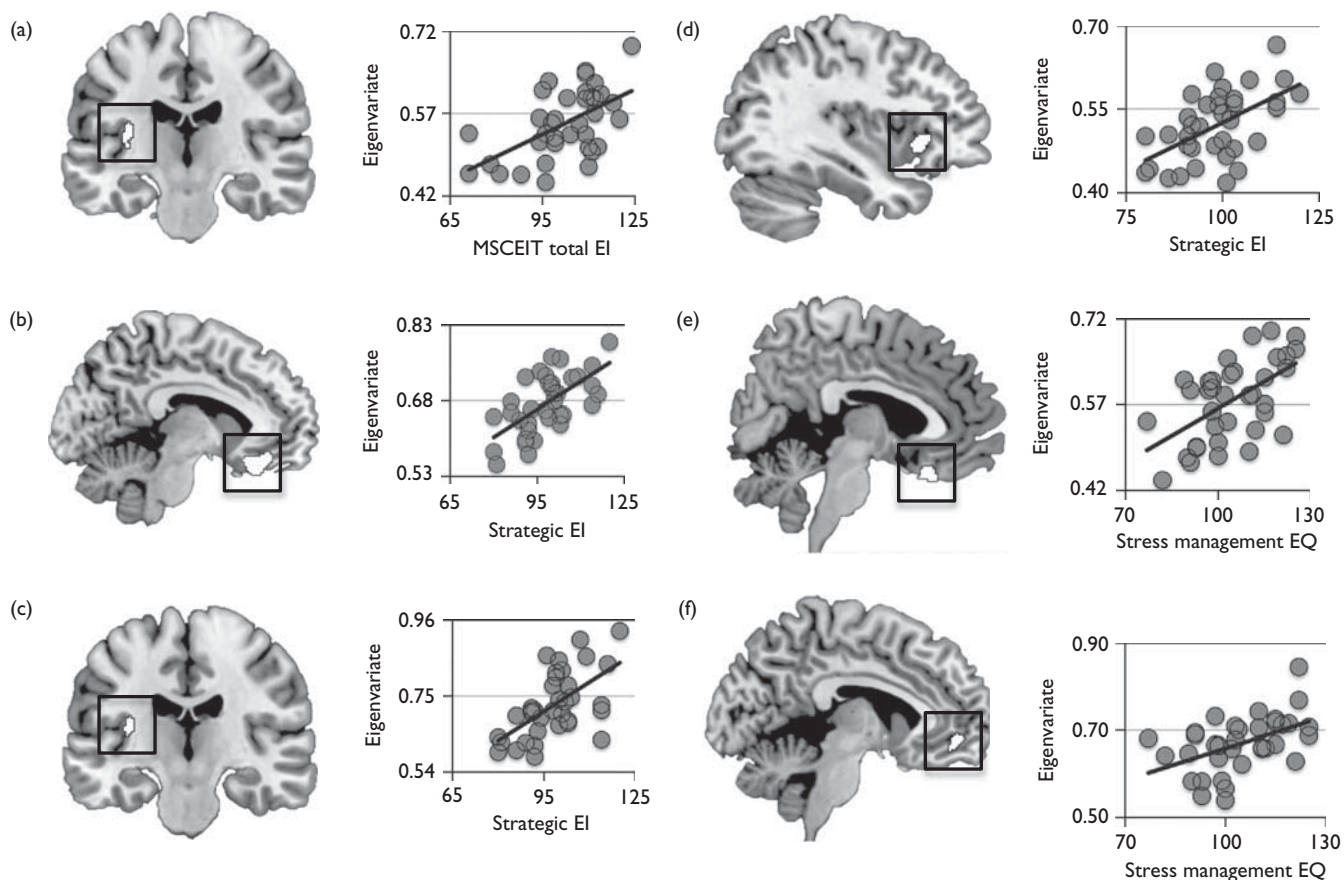 (a)
0.72
0.57
0.42
Eigenvariate
65 95 125
MSCEIT total EI
(d)
0.70
0.55
0.40
Eigenvariate
75 100 125
Strategic EI
(b)
0.83
0.68
0.53
Eigenvariate
65 95 125
Strategic EI
(e)
0.72
0.57
0.42
Eigenvariate
70 100 130
Stress management EQ
(c)
0.96
0.75
0.54
Eigenvariate
65 95 125
Strategic EI
(f)
0.90
0.70
0.50
Eigenvariate
70 100 130
Stress management EQ